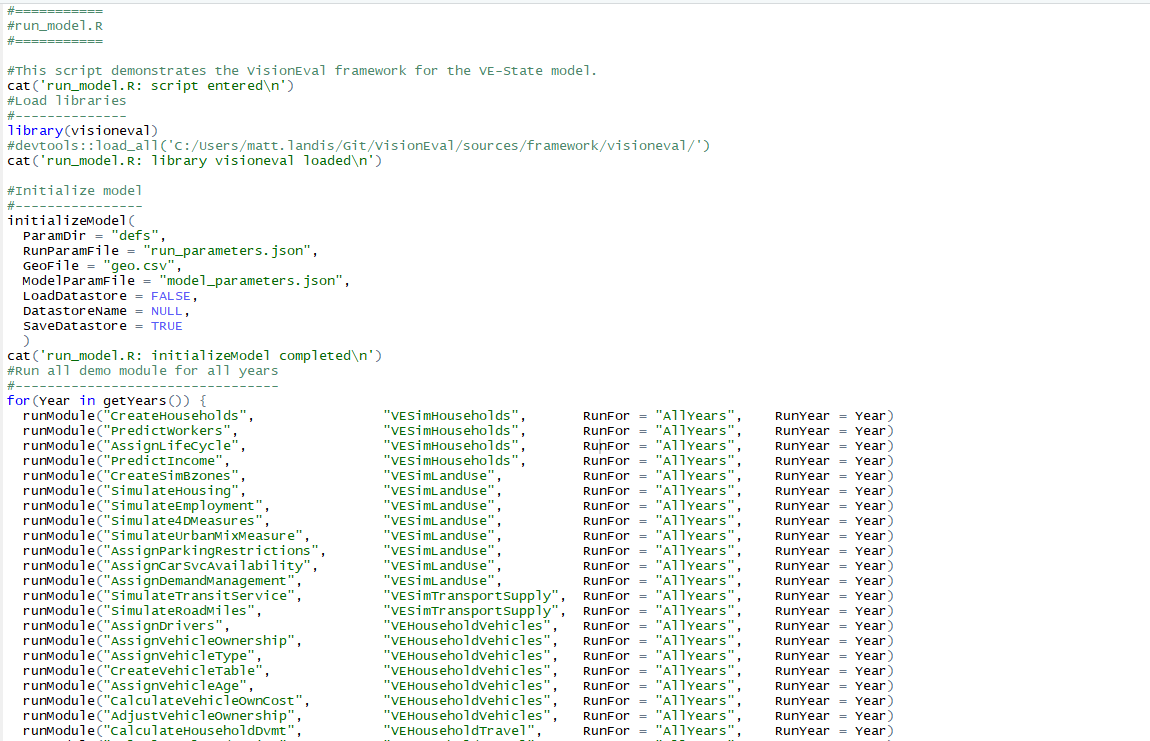 #===========
#run_model.R
#===========
#This script demonstrates the VisionEval framework for the VE-State model.
cat('run_model.R: script entered\n')
#Load libraries
#--------------
library(visioneval)
#devtools::load_all('C:/Users/matt.landis/Git/VisionEval/sources/framework/visioneval/')
cat('run_model.R: library visioneval loaded\n')
#Initialize model
#----------------
initializeModel(
  ParamDir = "defs",
  RunParamFile = "run_parameters.json",
  GeoFile = "geo.csv",
  ModelParamFile = "model_parameters.json",
  LoadDatastore = FALSE,
  DatastoreName = NULL,
  SaveDatastore = TRUE
  )
cat('run_model.R: initializeModel completed\n')
#Run all demo module for all years
#---------------------------------
for(Year in getYears()) {
  runModule("CreateHouseholds",                "VESimHouseholds",       RunFor = "AllYears",    RunYear = Year)
  runModule("PredictWorkers",                  "VESimHouseholds",       RunFor = "AllYears",    RunYear = Year)
  runModule("AssignLifeCycle",                 "VESimHouseholds",       RunFor = "AllYears",    RunYear = Year)
  runModule("PredictIncome",                   "VESimHouseholds",       RunFor = "AllYears",    RunYear = Year)
  runModule("CreateSimBzones",                 "VESimLandUse",          RunFor = "AllYears",    RunYear = Year)
  runModule("SimulateHousing",                 "VESimLandUse",          RunFor = "AllYears",    RunYear = Year)
  runModule("SimulateEmployment",              "VESimLandUse",          RunFor = "AllYears",    RunYear = Year)
  runModule("Simulate4DMeasures",              "VESimLandUse",          RunFor = "AllYears",    RunYear = Year)
  runModule("SimulateUrbanMixMeasure",         "VESimLandUse",          RunFor = "AllYears",    RunYear = Year)
  runModule("AssignParkingRestrictions",       "VESimLandUse",          RunFor = "AllYears",    RunYear = Year)
  runModule("AssignCarSvcAvailability",        "VESimLandUse",          RunFor = "AllYears",    RunYear = Year)
  runModule("AssignDemandManagement",          "VESimLandUse",          RunFor = "AllYears",    RunYear = Year)
  runModule("SimulateTransitService",          "VESimTransportSupply",  RunFor = "AllYears",    RunYear = Year)
  runModule("SimulateRoadMiles",               "VESimTransportSupply",  RunFor = "AllYears",    RunYear = Year)
  runModule("AssignDrivers",                   "VEHouseholdVehicles",   RunFor = "AllYears",    RunYear = Year)
  runModule("AssignVehicleOwnership",          "VEHouseholdVehicles",   RunFor = "AllYears",    RunYear = Year)
  runModule("AssignVehicleType",               "VEHouseholdVehicles",   RunFor = "AllYears",    RunYear = Year)
  runModule("CreateVehicleTable",              "VEHouseholdVehicles",   RunFor = "AllYears",    RunYear = Year)
  runModule("AssignVehicleAge",                "VEHouseholdVehicles",   RunFor = "AllYears",    RunYear = Year)
  runModule("CalculateVehicleOwnCost",         "VEHouseholdVehicles",   RunFor = "AllYears",    RunYear = Year)
  runModule("AdjustVehicleOwnership",          "VEHouseholdVehicles",   RunFor = "AllYears",    RunYear = Year)
  runModule("CalculateHouseholdDvmt",          "VEHouseholdTravel",     RunFor = "AllYears",    RunYear = Year)